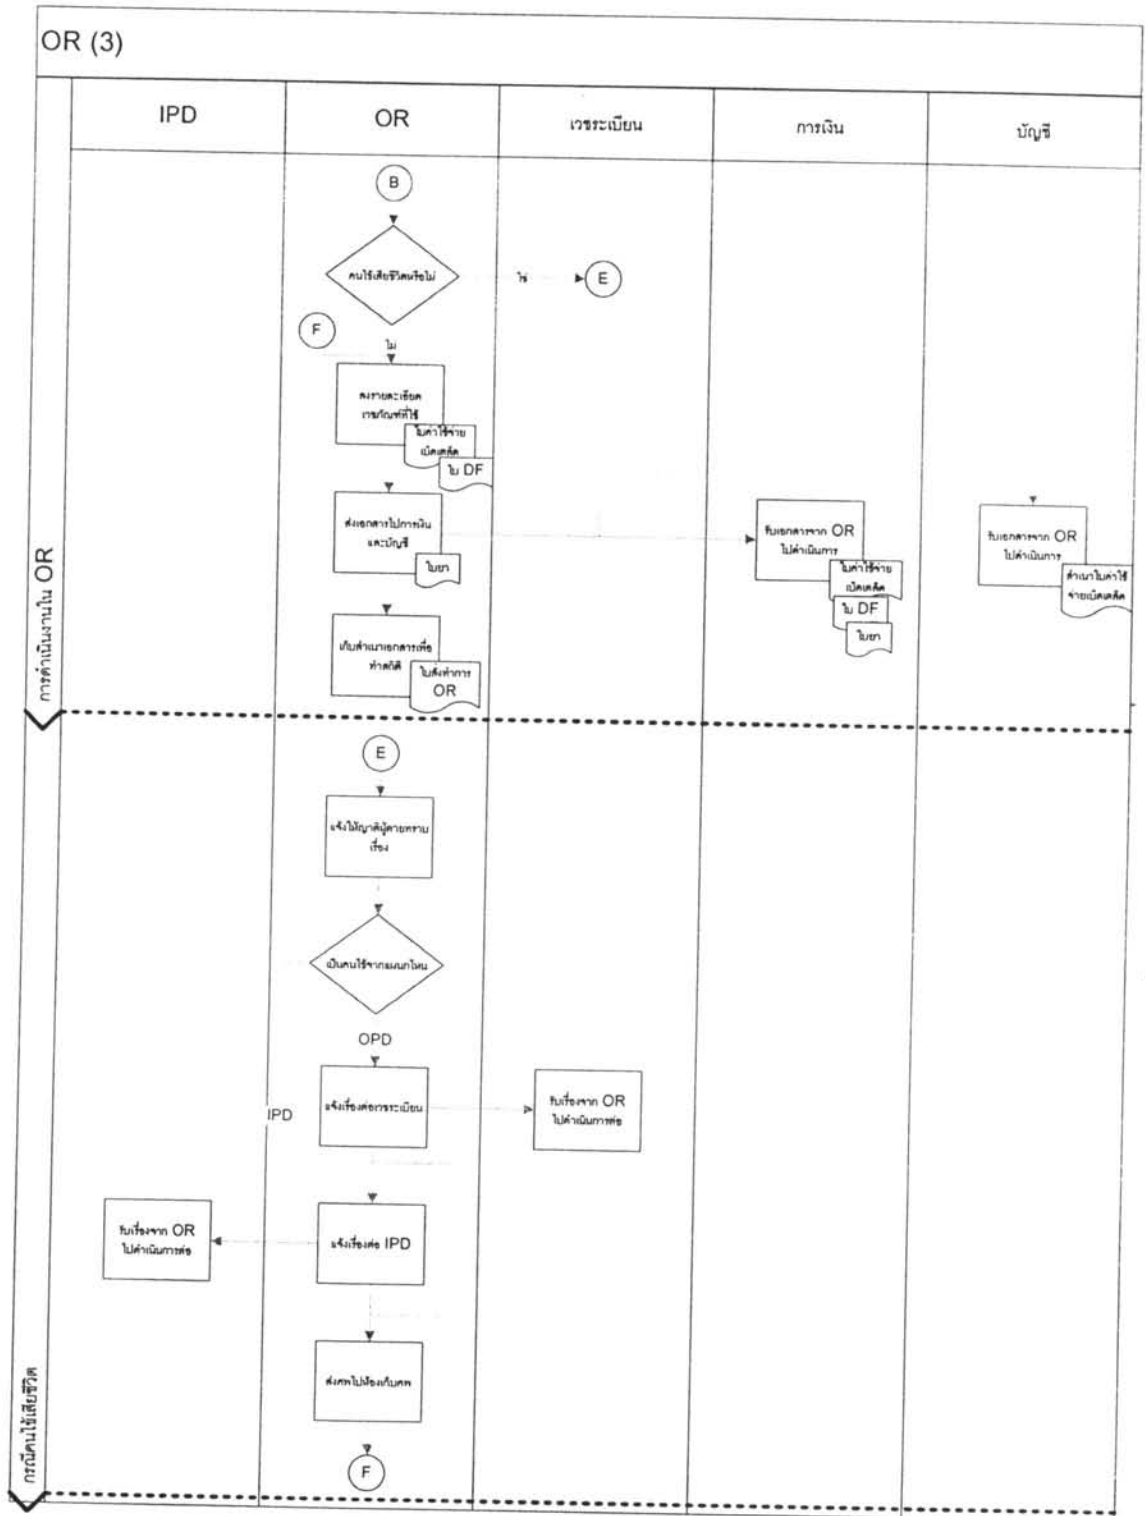 OR (3)
IPD
OR
เวชระเบียน
การเงิน
บัญชี
การดำเนินงานใน OR
B
คนไข้เสียชีวิตหรือไม่
ใช่
E
F
ไม่
ลงรายละเอียด
เวชภัณฑ์ที่ใช้
ใบค่าใช้จ่าย
เบ็ดเตล็ด
ใบ DF
ส่งเอกสารไปการเงิน
และบัญชี
ใบยา
รับเอกสารจาก OR
ไปดำเนินการ
ใบค่าใช้จ่าย
เบ็ดเตล็ด
ใบ DF
ใบยา
รับเอกสารจาก OR
ไปดำเนินการ
สำเนาใบค่าใช้
จ่ายเบ็ดเตล็ด
เก็บสำเนาเอกสารเพื่อ
ทำสถิติ
ใบสั่งทำการ
OR
กรณีคนไข้เสียชีวิต
E
แจ้งให้ญาติผู้ตายทราบ
เรื่อง
เป็นคนไข้จากแผนกไหน
OPD
IPD
แจ้งเรื่องต่อเวชระเบียน
รับเรื่องจาก OR
ไปดำเนินการต่อ
แจ้งเรื่องต่อ IPD
รับเรื่องจาก OR
ไปดำเนินการต่อ
ส่งศพไปห้องเก็บศพ
F